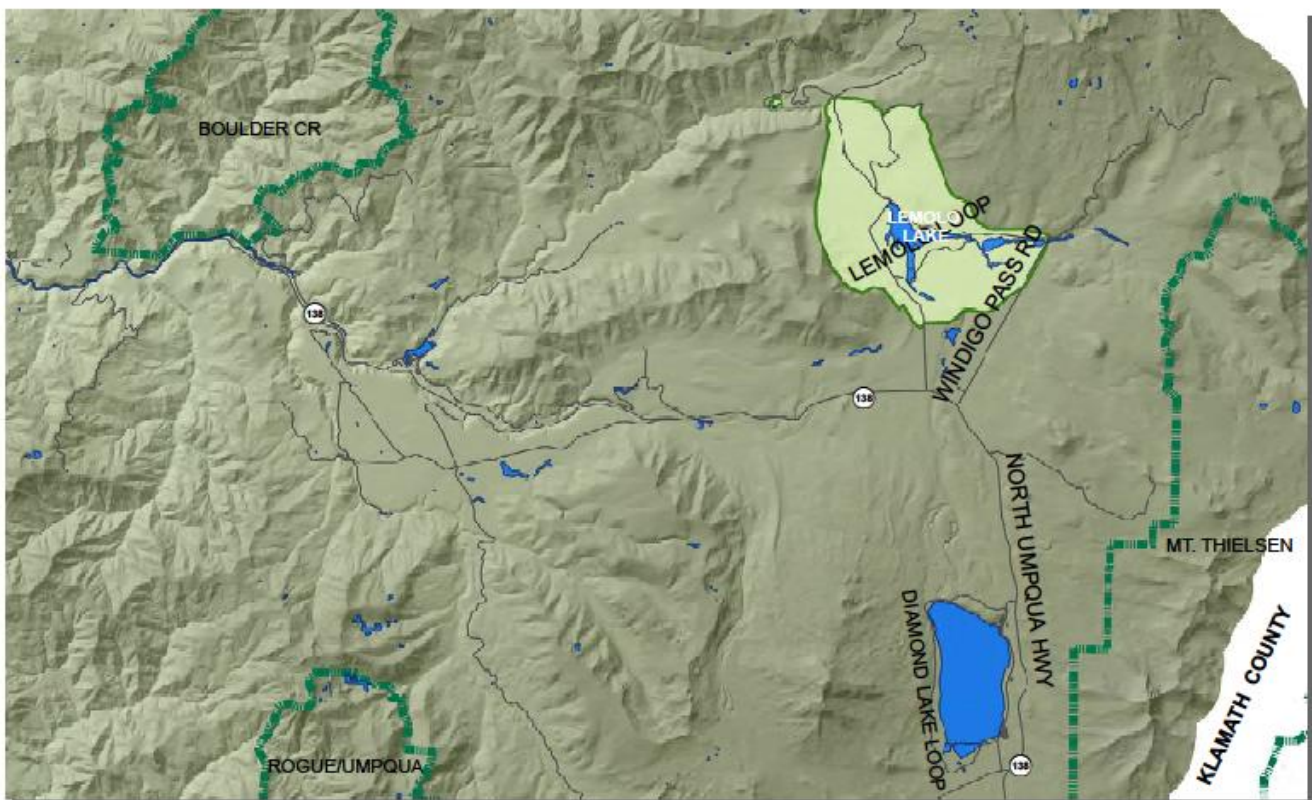 BOULDER CR
LEMOLO
LAKE
LEMOLO LOOP
WINDIGO PASS RD
138
138
NORTH UMPQUA HWY
MT. THIELSEN
DIAMOND LAKE LOOP
KLAMATH COUNTY
ROGUE/UMPQUA
138